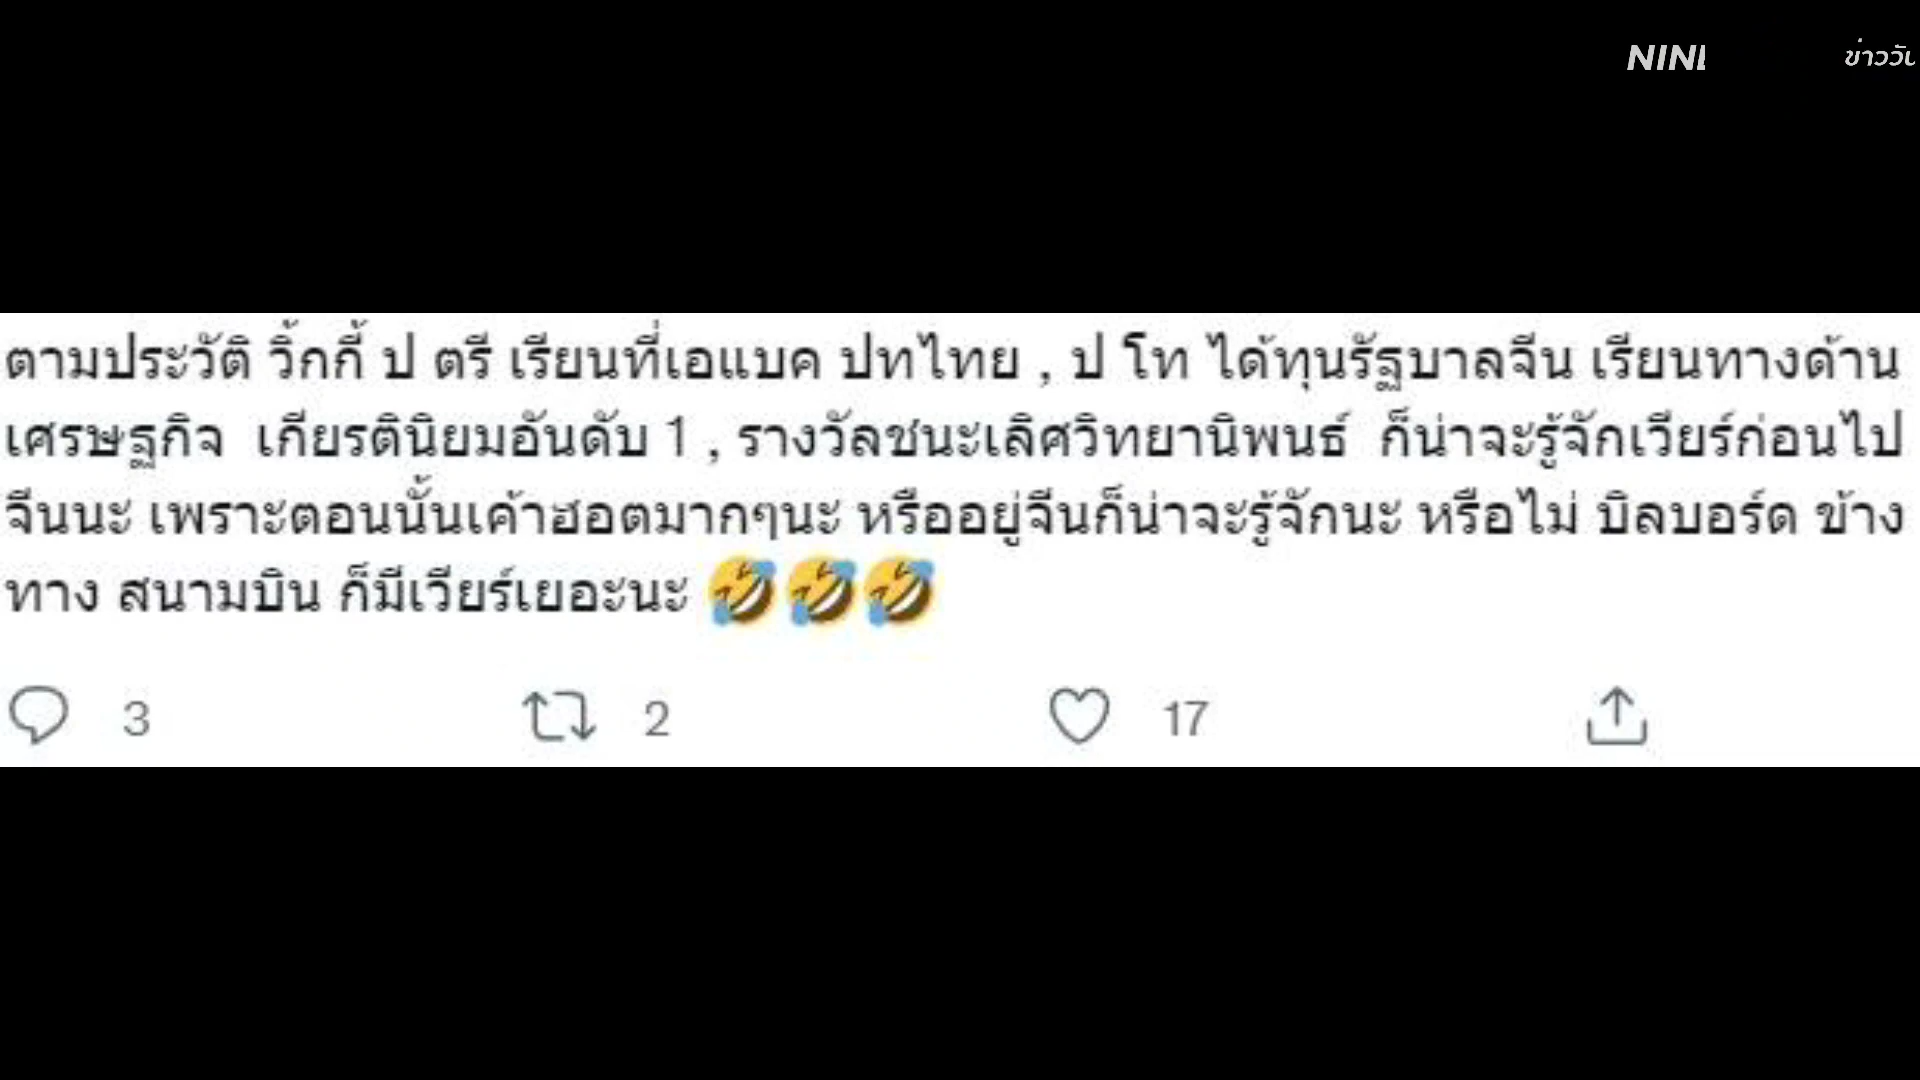 NINE ข่าววัน
ตามประวัติ วิ้กกี้ ป ตรี เรียนที่เอแบค ปทไทย , ป โท ได้ทุนรัฐบาลจีน เรียนทางด้าน
เศรษฐกิจ เกียรตินิยมอันดับ 1 , รางวัลชนะเลิศวิทยานิพนธ์ ก็น่าจะรู้จักเวียร์ก่อนไป
จีนนะ เพราะตอนนั้นเค้าฮอตมากๆนะ หรืออยู่จีนก็น่าจะรู้จักนะ หรือไม่ บิลบอร์ด ข้าง
ทาง สนามบิน ก็มีเวียร์เยอะนะ 🤣🤣🤣
3 2 17